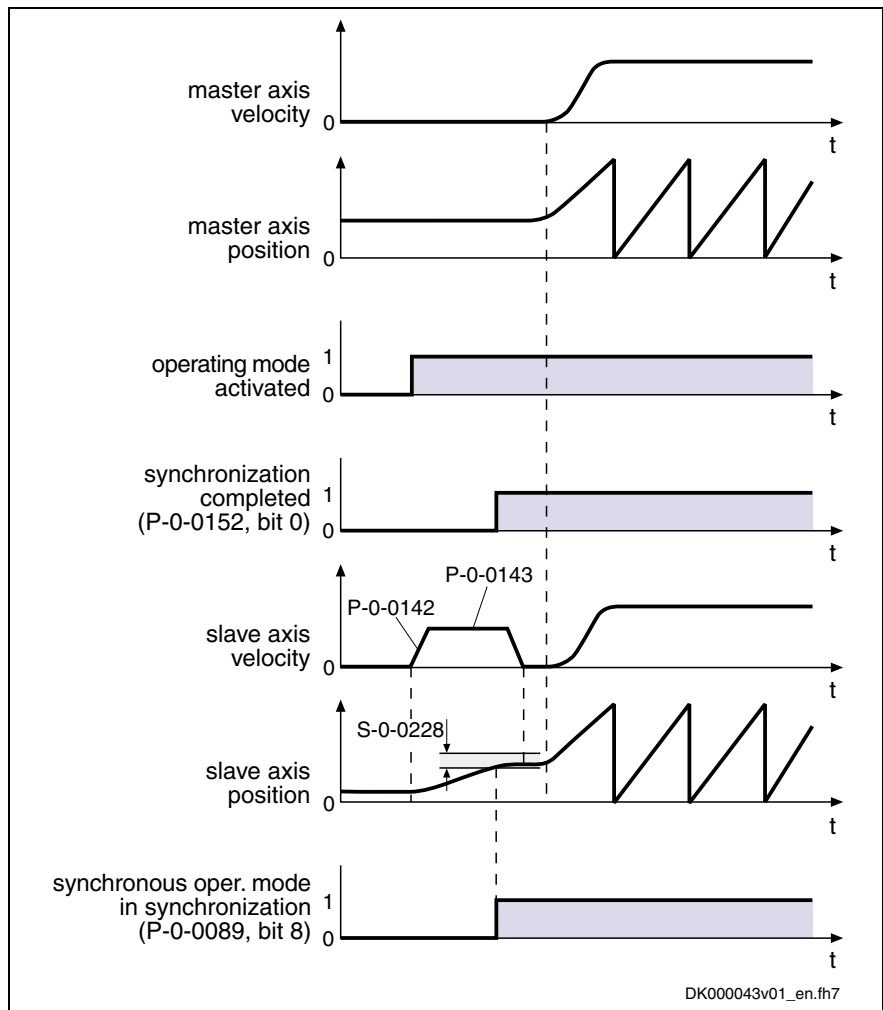 master axis
velocity
0
t
master axis
position
0
t
operating mode
activated
1
0
t
synchronization
completed
(P-0-0152, bit 0)
1
0
t
P-0-0143
P-0-0142
slave axis
velocity
0
t
S-0-0228
slave axis
position
0
t
synchronous oper. mode
in synchronization
(P-0-0089, bit 8)
1
0
t
DK000043v01_en.fh7